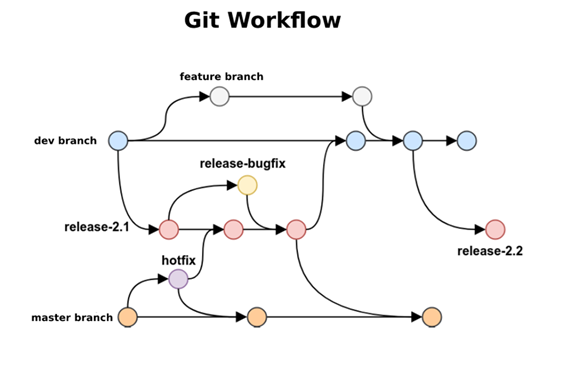 Git Workflow
feature branch
dev branch
release-bugfix
release-2.1
release-2.2
hotfix
master branch